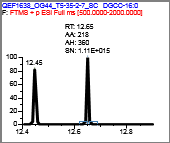 QEF1538_OG44_T5-35-2-7_SC DGCC-16:0
F: FTMS + p ESI Full ms [500.0000-2000.0000]
RT: 12.65
AA: 218
AH: 360
SN: 1.11E+015
12.45
100
80
60
40
20
0
12.4
12.6
12.8